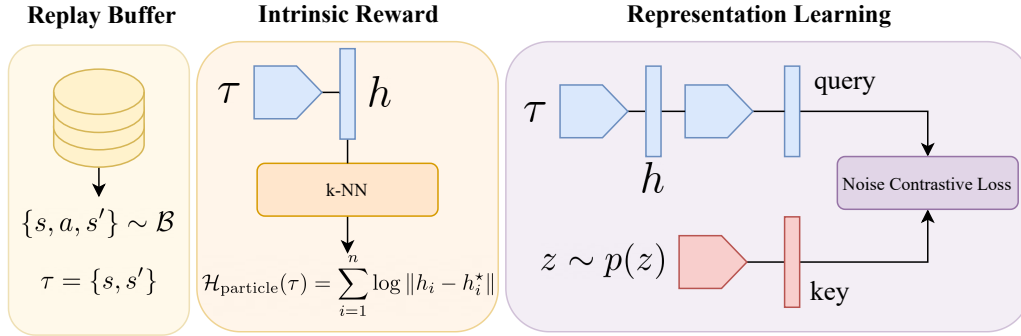 Replay Buffer
{s, a, s′} ∼ ℬ
τ = {s, s′}
Intrinsic Reward
τ
h
k-NN
ℋ_particle(τ) = ∑_{i=1}^{n} log ‖h_i − h_i^⋆‖
Representation Learning
query
τ
h
Noise Contrastive Loss
z ∼ p(z)
key